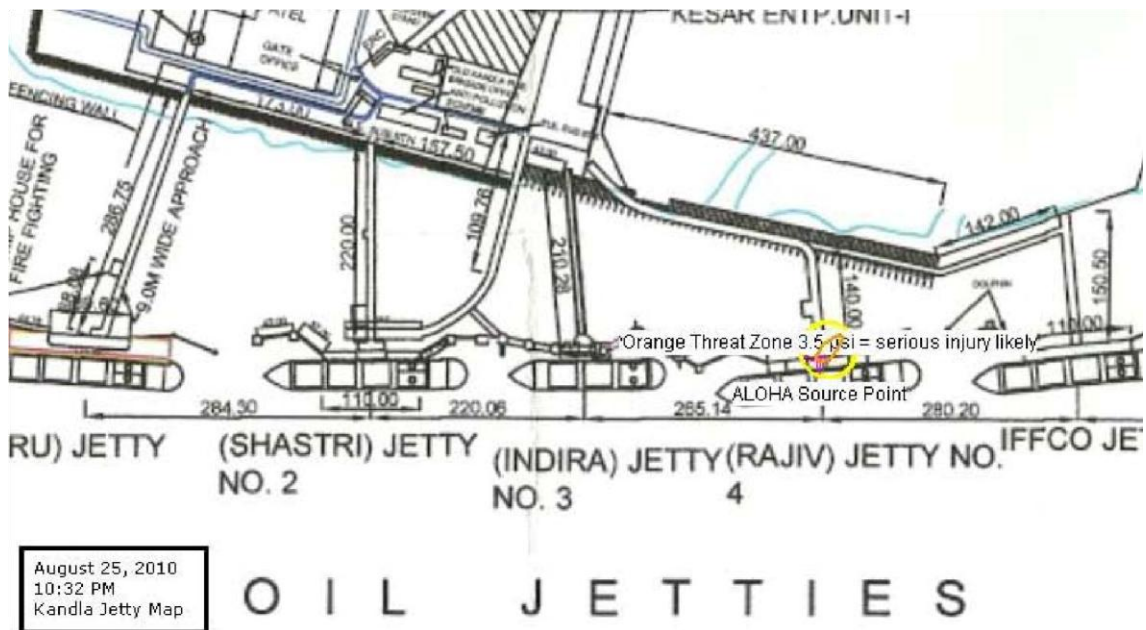 KESAR ENTP.UNIT-I
GATE
OFFICE
437.00
FENCING WALL
157.50
HOUSE FOR
FIRE FIGHTING
286.75
9.0M WIDE APPROACH
220.00
109.76
210.28
142.00
140.00
150.50
DOLPHIN
110.00
Orange Threat Zone 3.5 psi = serious injury likely
ALOHA Source Point
284.30
110.00
220.06
265.14
280.20
RU) JETTY
(SHASTRI) JETTY
NO. 2
(INDIRA) JETTY
NO. 3
(RAJIV) JETTY NO.
4
IFFCO JET
August 25, 2010
10:32 PM
Kandla Jetty Map
OIL JETTIES